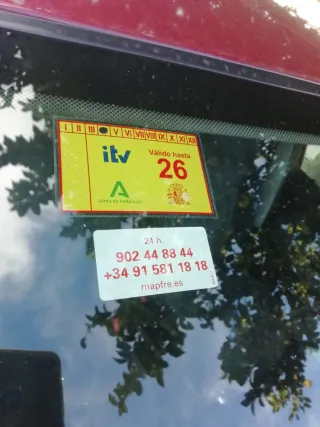 I II III V VI VII VIII IX X XI XII
itv
Válido hasta
26
Junta de Andalucía
24 h.
902 44 88 44
+34 91 581 18 18
mapfre.es